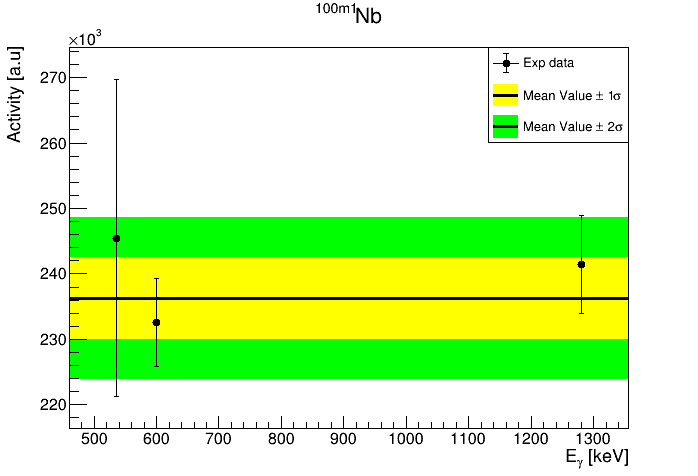 ¹⁰⁰ᵐ¹Nb
×10³
Activity [a.u]
270
260
250
240
230
220
Exp data
Mean Value ± 1σ
Mean Value ± 2σ
500 600 700 800 900 1000 1100 1200 1300
E_γ [keV]